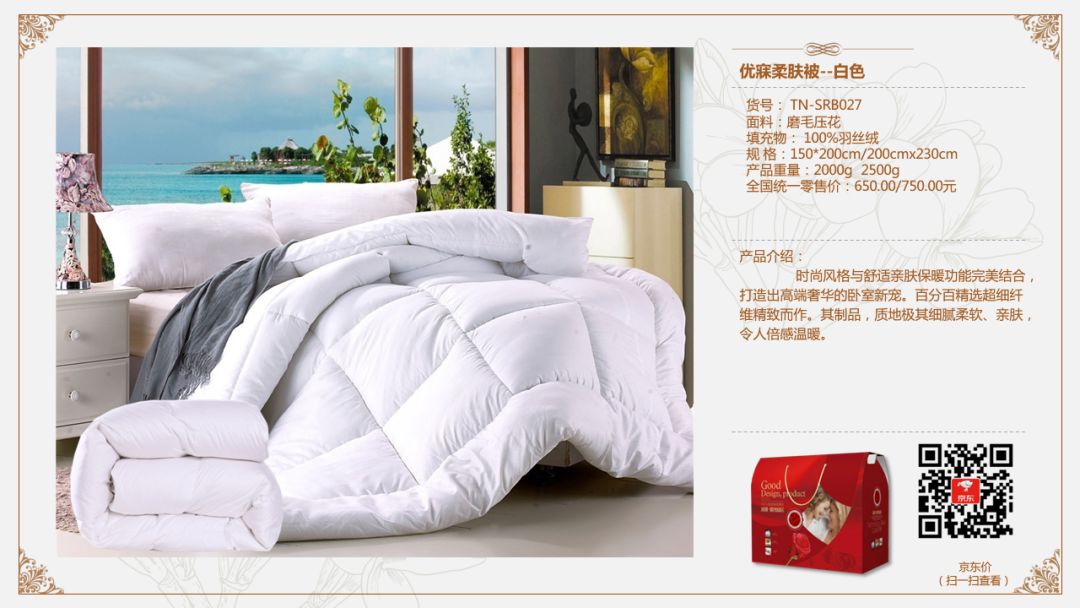 优寐柔肤被--白色
货号： TN-SRB027
面料：磨毛压花
填充物： 100%羽丝绒
规 格：150*200cm/200cmx230cm
产品重量：2000g 2500g
全国统一零售价：650.00/750.00元
产品介绍：
时尚风格与舒适亲肤保暖功能完美结合，
打造出高端奢华的卧室新宠。百分百精选超细纤
维精致而作。其制品，质地极其细腻柔软、亲肤，
令人倍感温暖。
Good
Design, product
京东
京东价
（扫一扫查看）